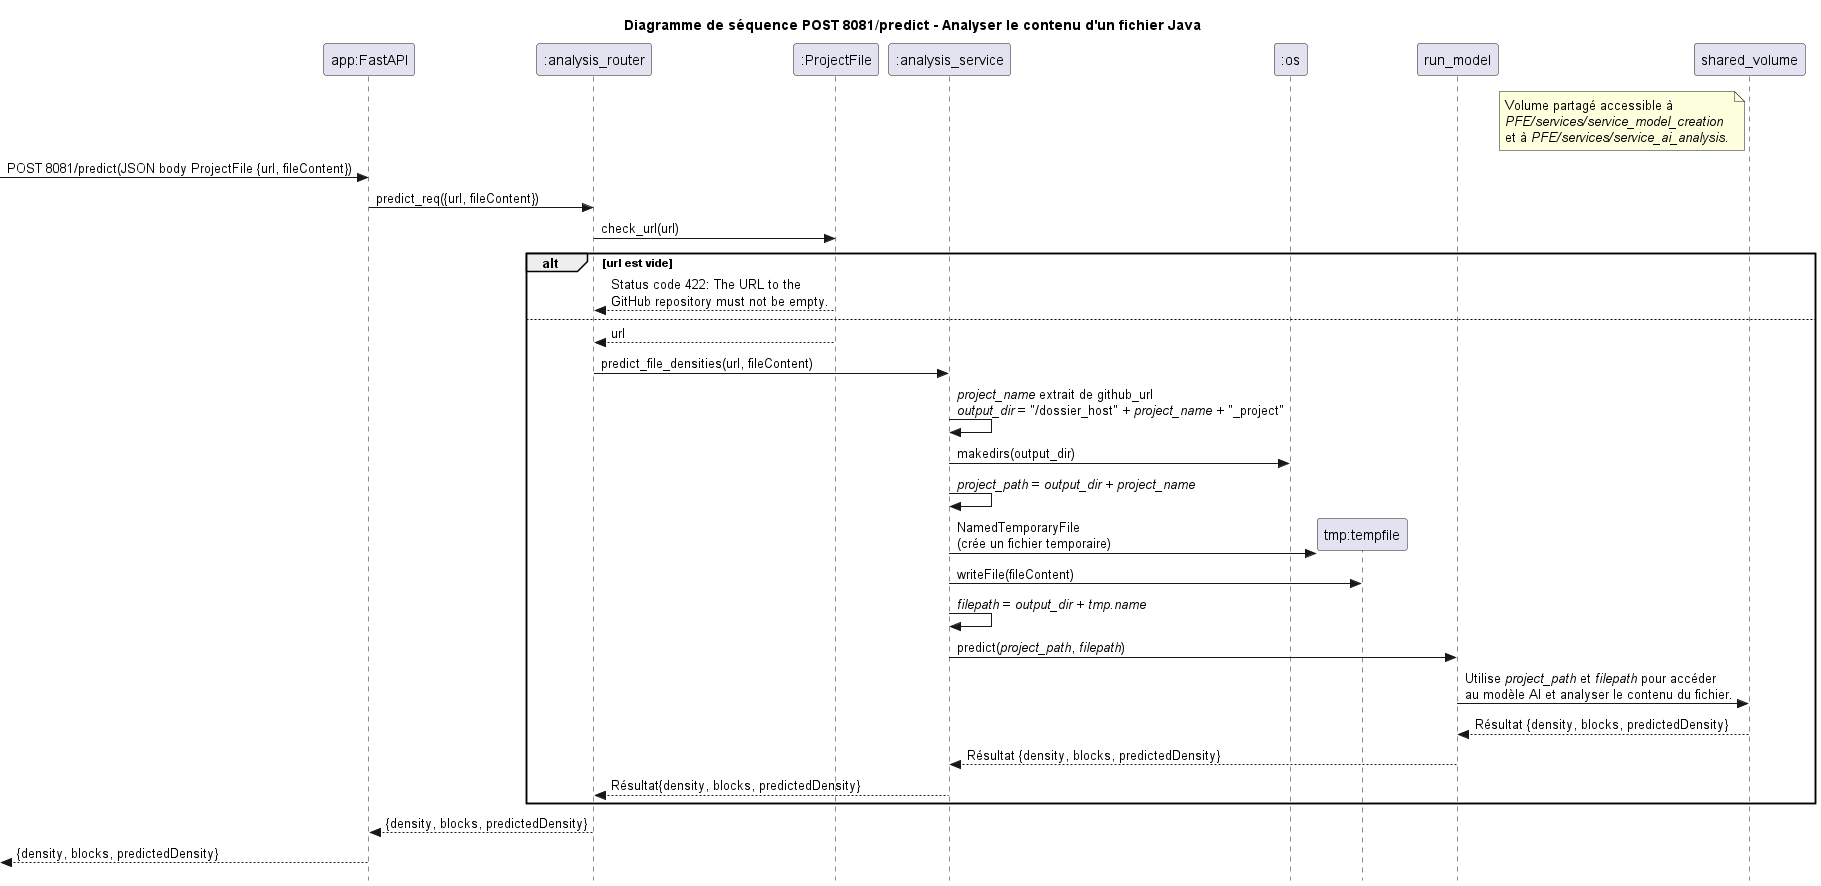 Diagramme de séquence POST 8081/predict - Analyser le contenu d'un fichier Java
app:FastAPI
:analysis_router
:ProjectFile
:analysis_service
:os
run_model
shared_volume
Volume partagé accessible à
PFE/services/service_model_creation
et à PFE/services/service_ai_analysis.
POST 8081/predict(JSON body ProjectFile {url, fileContent})
predict_req({url, fileContent})
check_url(url)
alt
[url est vide]
Status code 422: The URL to the
GitHub repository must not be empty.
url
predict_file_densities(url, fileContent)
project_name extrait de github_url
output_dir = "/dossier_host" + project_name + "_project"
makedirs(output_dir)
project_path = output_dir + project_name
NamedTemporaryFile
(crée un fichier temporaire)
tmp:tempfile
writeFile(fileContent)
filepath = output_dir + tmp.name
predict(project_path, filepath)
Utilise project_path et filepath pour accéder
au modèle AI et analyser le contenu du fichier.
Résultat {density, blocks, predictedDensity}
Résultat {density, blocks, predictedDensity}
Résultat{density, blocks, predictedDensity}
{density, blocks, predictedDensity}
{density, blocks, predictedDensity}